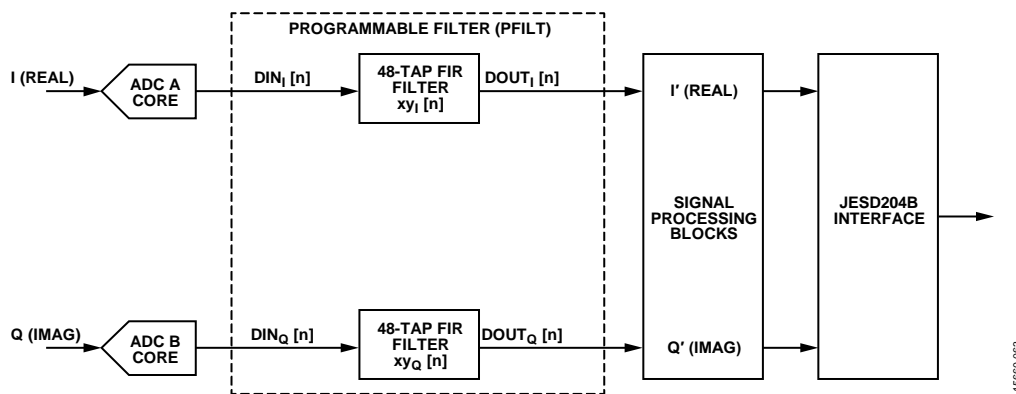 PROGRAMMABLE FILTER (PFILT)
I (REAL)
ADC A
CORE
DINI [n]
48-TAP FIR
FILTER
xyI [n]
DOUTI [n]
I′ (REAL)
SIGNAL
PROCESSING
BLOCKS
JESD204B
INTERFACE
Q (IMAG)
ADC B
CORE
DINQ [n]
48-TAP FIR
FILTER
xyQ [n]
DOUTQ [n]
Q′ (IMAG)